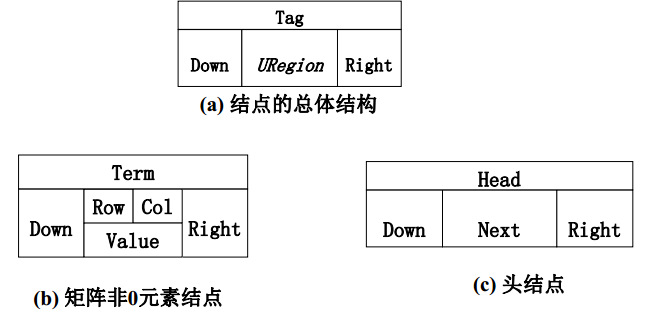 Tag
Down URegion Right
(a) 结点的总体结构
Term
Down Row Col Right
Value
(b) 矩阵非0元素结点
Head
Down Next Right
(c) 头结点